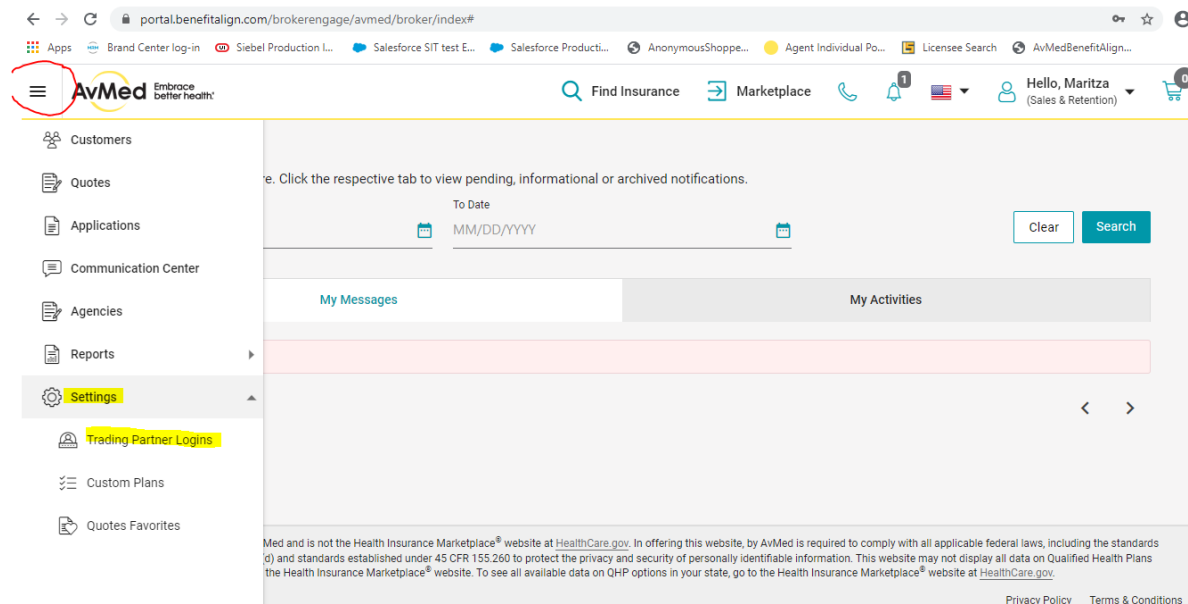 portal.benefitalign.com/brokerengage/avmed/broker/index#
Apps Brand Center log-in Siebel Production I... Salesforce SIT test E... Salesforce Producti... AnonymousShoppe... Agent Individual Po... Licensee Search AvMedBenefitAlign...
AvMed Embrace better health.® Find Insurance Marketplace 1 Hello, Maritza 0
(Sales & Retention)
Customers
Quotes
re. Click the respective tab to view pending, informational or archived notifications.
To Date
Applications
MM/DD/YYYY
Clear Search
Communication Center
Agencies
My Messages My Activities
Reports
Settings
Trading Partner Logins
Custom Plans
Quotes Favorites
Med and is not the Health Insurance Marketplace® website at HealthCare.gov. In offering this website, by AvMed is required to comply with all applicable federal laws, including the standards
(d) and standards established under 45 CFR 155.260 to protect the privacy and security of personally identifiable information. This website may not display all data on Qualified Health Plans
the Health Insurance Marketplace® website. To see all available data on QHP options in your state, go to the Health Insurance Marketplace® website at HealthCare.gov.
Privacy Policy Terms & Conditions